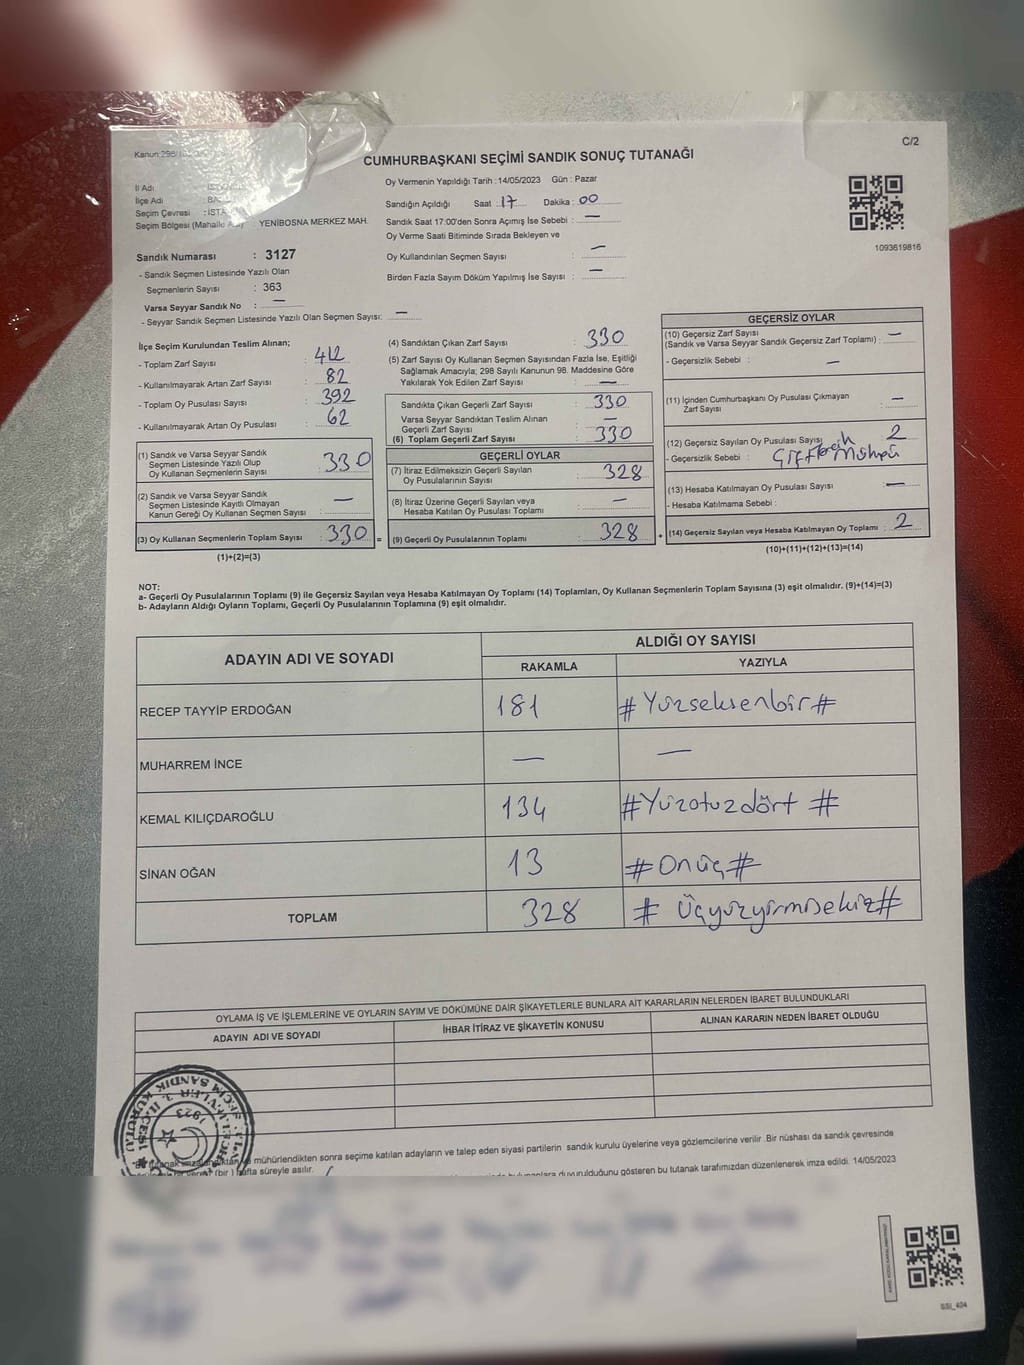 Kanun:298/
C/2
CUMHURBAŞKANI SEÇİMİ SANDIK SONUÇ TUTANAĞI
İl Adı
İlçe Adı
Seçim Çevresi : İSTA
Seçim Bölgesi (Mahalle : YENİBOSNA MERKEZ MAH.
Sandık Numarası : 3127
- Sandık Seçmen Listesinde Yazılı Olan
Seçmenlerin Sayısı : 363
Varsa Seyyar Sandık No : —
- Seyyar Sandık Seçmen Listesinde Yazılı Olan Seçmen Sayısı: —
Oy Vermenin Yapıldığı Tarih : 14/05/2023 Gün : Pazar
Sandığın Açıldığı Saat : 17 Dakika : 00
Sandık Saat 17:00'den Sonra Açımış İse Sebebi : —
Oy Verme Saati Bitiminde Sırada Bekleyen ve
Oy Kullandırılan Seçmen Sayısı : —
Birden Fazla Sayım Döküm Yapılmış İse Sayısı : —
1093619816
İlçe Seçim Kurulundan Teslim Alınan;
- Toplam Zarf Sayısı : 412
- Kullanılmayarak Artan Zarf Sayısı : 82
- Toplam Oy Pusulası Sayısı : 392
- Kullanılmayarak Artan Oy Pusulası : 62
(1) Sandık ve Varsa Seyyar Sandık
Seçmen Listesinde Yazılı Olup
Oy Kullanan Seçmenlerin Sayısı : 330
(2) Sandık ve Varsa Seyyar Sandık
Seçmen Listesinde Kayıtlı Olmayan
Kanun Gereği Oy Kullanan Seçmen Sayısı : —
(3) Oy Kullanan Seçmenlerin Toplam Sayısı : 330 =
(1)+(2)=(3)
(4) Sandıktan Çıkan Zarf Sayısı : 330
(5) Zarf Sayısı Oy Kullanan Seçmen Sayısından Fazla İse, Eşitliği
Sağlamak Amacıyla; 298 Sayılı Kanunun 98. Maddesine Göre
Yakılarak Yok Edilen Zarf Sayısı : —
Sandıkta Çıkan Geçerli Zarf Sayısı : 330
Varsa Seyyar Sandıktan Teslim Alınan
Geçerli Zarf Sayısı
(6) Toplam Geçerli Zarf Sayısı : 330
GEÇERLİ OYLAR
(7) İtiraz Edilmeksizin Geçerli Sayılan
Oy Pusulalarının Sayısı : 328
(8) İtiraz Üzerine Geçerli Sayılan veya
Hesaba Katılan Oy Pusulası Toplamı : —
(9) Geçerli Oy Pusulalarının Toplamı : 328 +
GEÇERSİZ OYLAR
(10) Geçersiz Zarf Sayısı
(Sandık ve Varsa Seyyar Sandık Geçersiz Zarf Toplamı) : —
- Geçersizlik Sebebi : —
(11) İçinden Cumhurbaşkanı Oy Pusulası Çıkmayan
Zarf Sayısı : —
(12) Geçersiz Sayılan Oy Pusulası Sayısı : 2
- Geçersizlik Sebebi :
(13) Hesaba Katılmayan Oy Pusulası Sayısı : —
- Hesaba Katılmama Sebebi :
(14) Geçersiz Sayılan veya Hesaba Katılmayan Oy Toplamı : 2
(10)+(11)+(12)+(13)=(14)
NOT:
a- Geçerli Oy Pusulalarının Toplamı (9) ile Geçersiz Sayılan veya Hesaba Katılmayan Oy Toplamı (14) Toplamları, Oy Kullanan Seçmenlerin Toplam Sayısına (3) eşit olmalıdır. (9)+(14)=(3)
b- Adayların Aldığı Oyların Toplamı, Geçerli Oy Pusulalarının Toplamına (9) eşit olmalıdır.
ADAYIN ADI VE SOYADI
ALDIĞI OY SAYISI
RAKAMLA YAZIYLA
RECEP TAYYİP ERDOĞAN 181 #Yüzseksenbir#
MUHARREM İNCE — —
KEMAL KILIÇDAROĞLU 134 #Yüzotuzdört #
SİNAN OĞAN 13 #Onüç#
TOPLAM 328 # Üçyüzyirmisekiz#
OYLAMA İŞ VE İŞLEMLERİNE VE OYLARIN SAYIM VE DÖKÜMÜNE DAİR ŞİKAYETLERLE BUNLARA AİT KARARLARIN NELERDEN İBARET BULUNDUKLARI
ADAYIN ADI VE SOYADI İHBAR İTİRAZ VE ŞİKAYETİN KONUSU ALINAN KARARIN NEDEN İBARET OLDUĞU
mühürlendikten sonra seçime katılan adayların ve talep eden siyasi partilerin sandık kurulu üyelerine veya gözlemcilerine verilir .Bir nüshası da sandık çevresinde
(bir ) hafta süreyle asılır.
duyurulduğunu gösteren bu tutanak tarafımızdan düzenlenerek imza edildi. 14/05/2023
SANDIK KURULU
1923
SSI_404